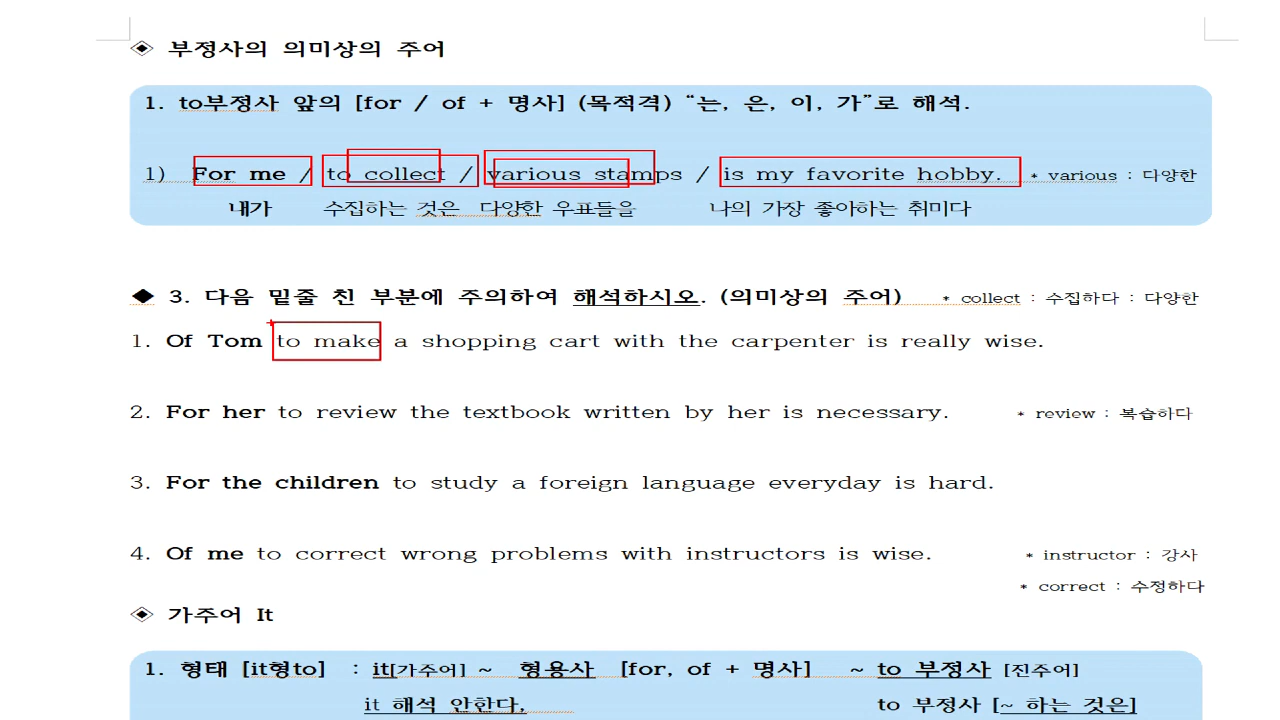 ◈ 부정사의 의미상의 주어
1. to부정사 앞의 [for / of + 명사] (목적격) “는, 은, 이, 가”로 해석.
1) For me / to collect / various stamps / is my favorite hobby. * various : 다양한
내가 수집하는 것은 다양한 우표들을 나의 가장 좋아하는 취미다
◆ 3. 다음 밑줄 친 부분에 주의하여 해석하시오. (의미상의 주어) * collect : 수집하다 : 다양한
1. Of Tom to make a shopping cart with the carpenter is really wise.
2. For her to review the textbook written by her is necessary. * review : 복습하다
3. For the children to study a foreign language everyday is hard.
4. Of me to correct wrong problems with instructors is wise. * instructor : 강사
* correct : 수정하다
◈ 가주어 It
1. 형태 [it형to] : it[가주어] ~ 형용사 [for, of + 명사] ~ to 부정사 [진주어]
it 해석 안한다, to 부정사 [~ 하는 것은]